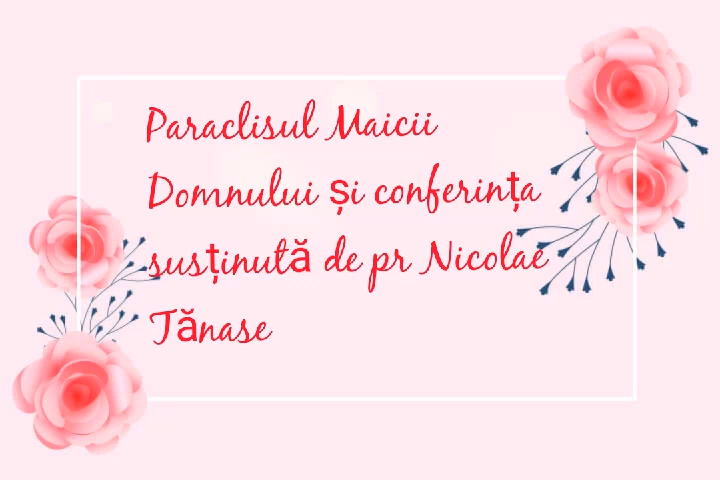 Paraclisul Maicii
Domnului și conferința
susținută de pr Nicolae
Tănase